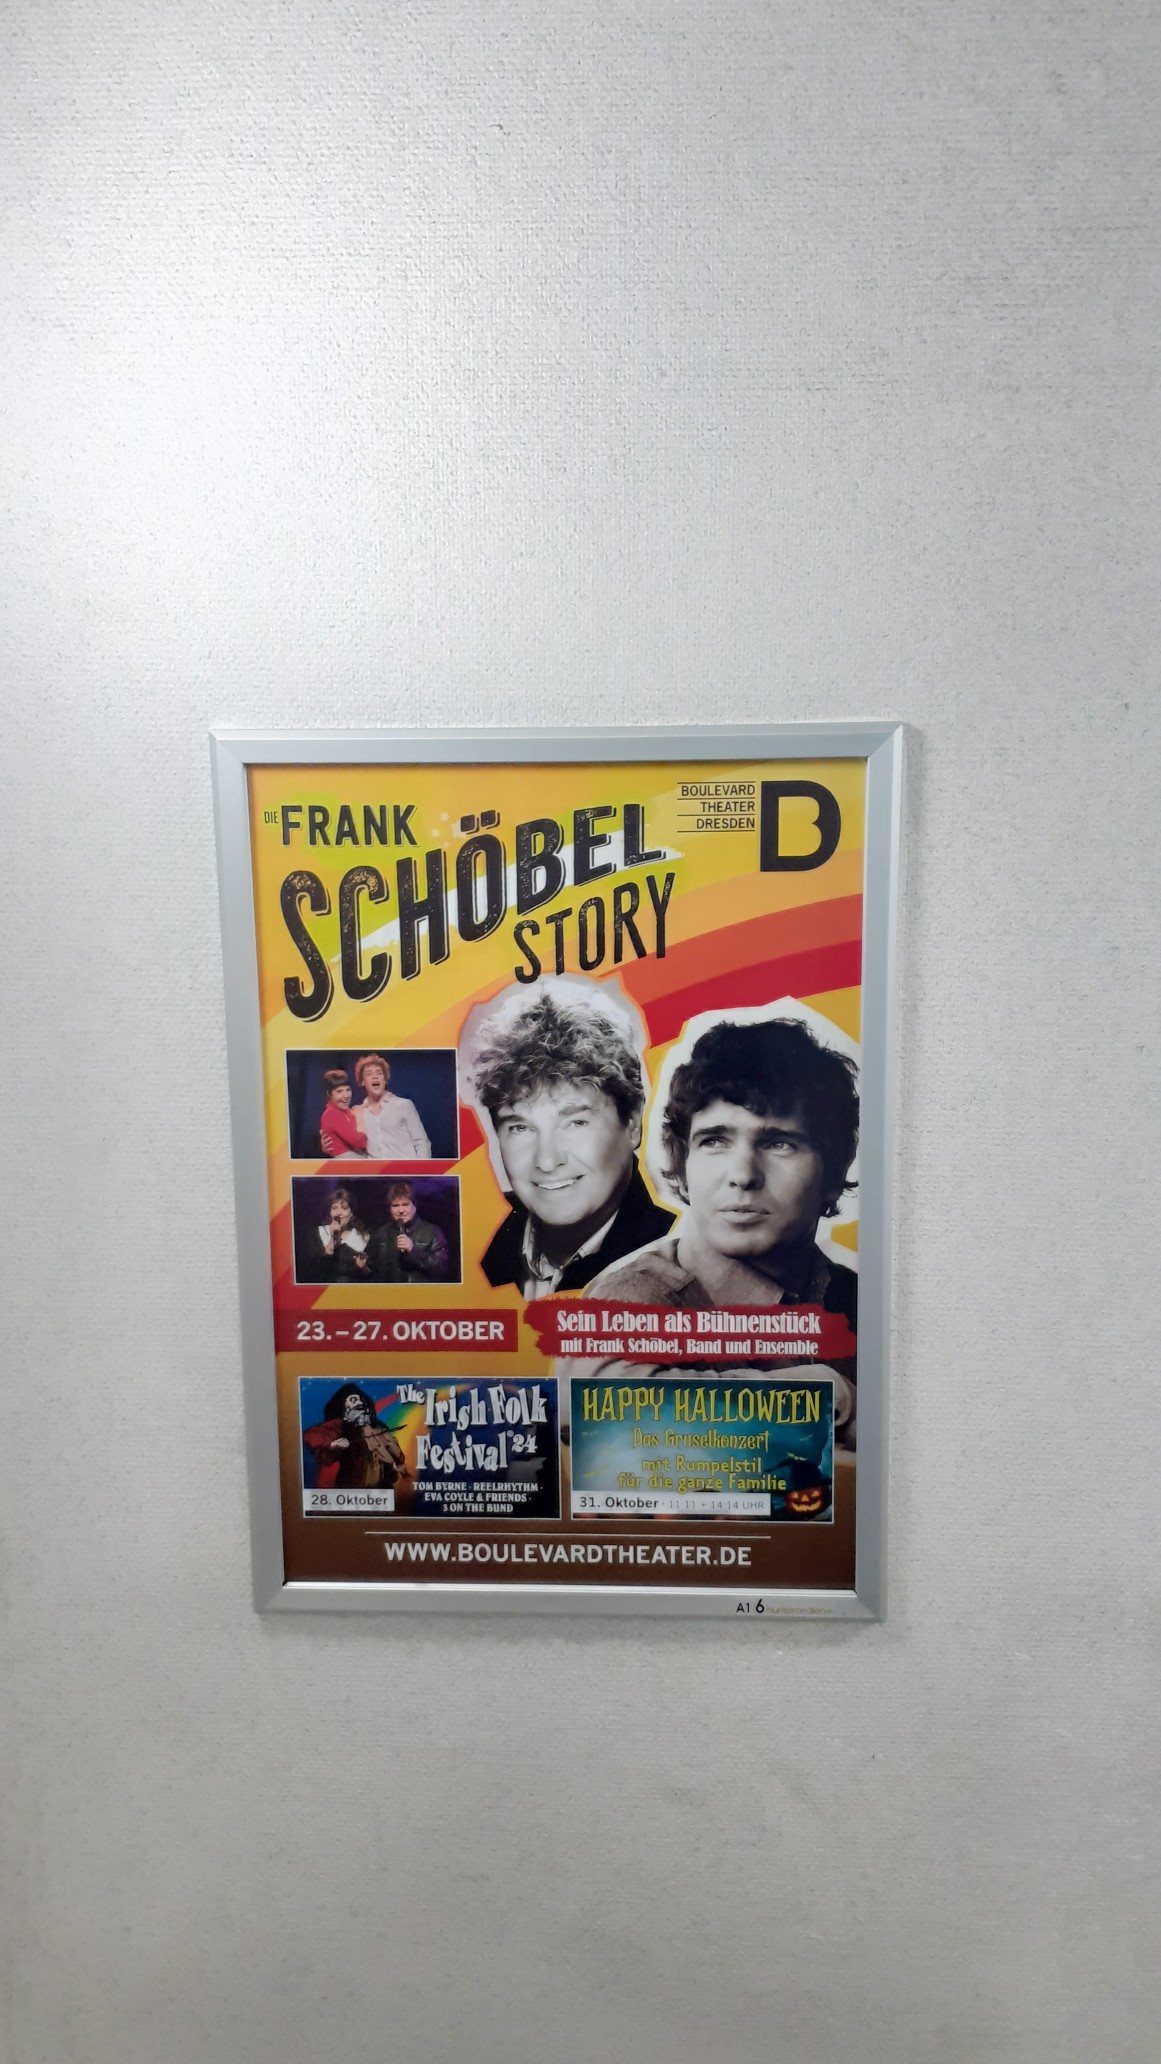 DIE FRANK
SCHÖBEL
STORY
BOULEVARD
THEATER
DRESDEN
B
23. – 27. OKTOBER
Sein Leben als Bühnenstück
mit Frank Schöbel, Band und Ensemble
The Irish Folk
Festival '24
TOM BYRNE · REELRHYTHM ·
EVA COYLE & FRIENDS ·
3 ON THE BUND
28. Oktober
HAPPY HALLOWEEN
Das Gruselkonzert
mit Rumpelstil
für die ganze Familie
31. Oktober · 11:11 + 14:14 UHR
WWW.BOULEVARDTHEATER.DE
A1 6